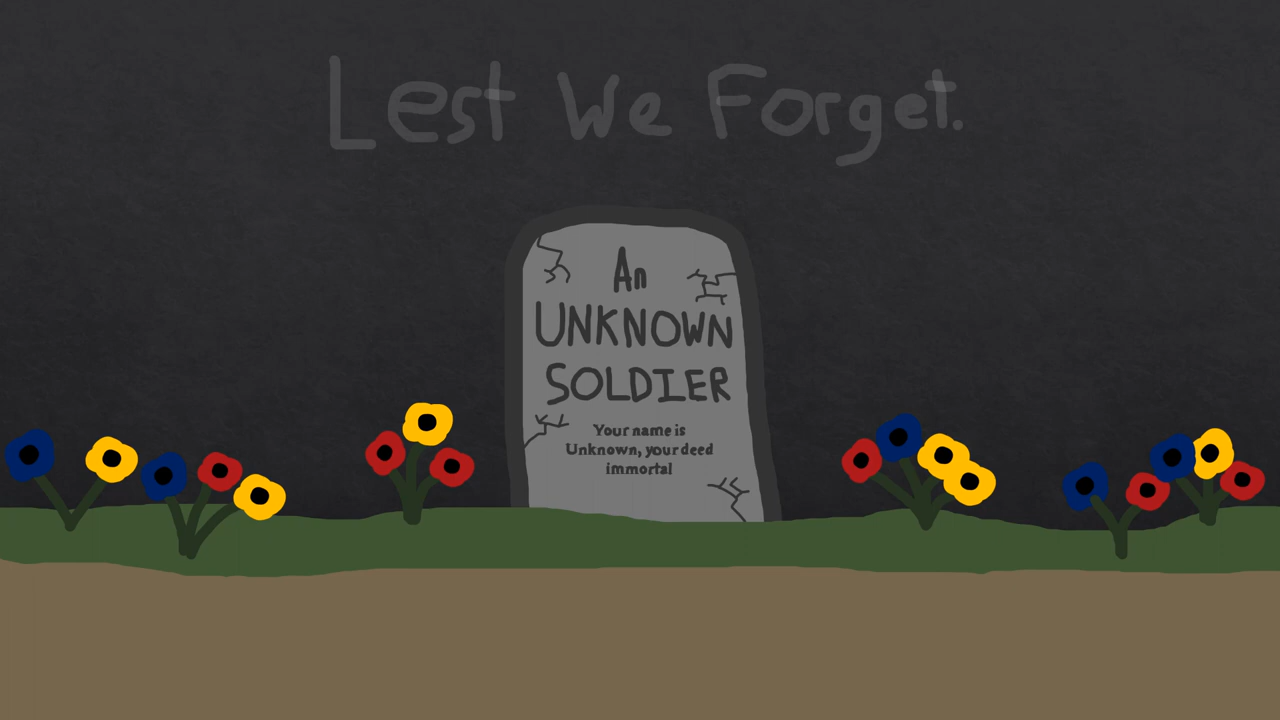 Lest We Forget.
An
UNKNOWN
SOLDIER
Your name is
Unknown, your deed
immortal